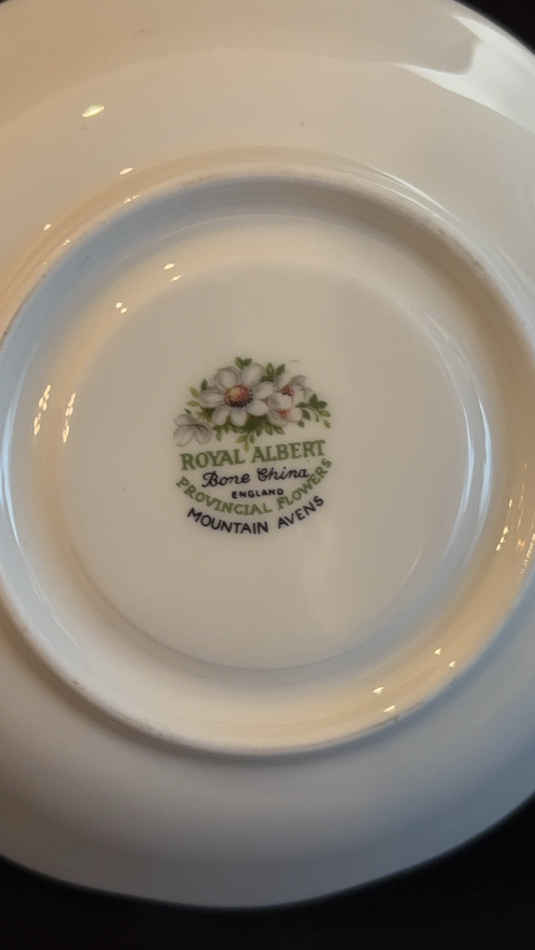 ROYAL ALBERT
Bone China
ENGLAND
PROVINCIAL FLOWERS
MOUNTAIN AVENS